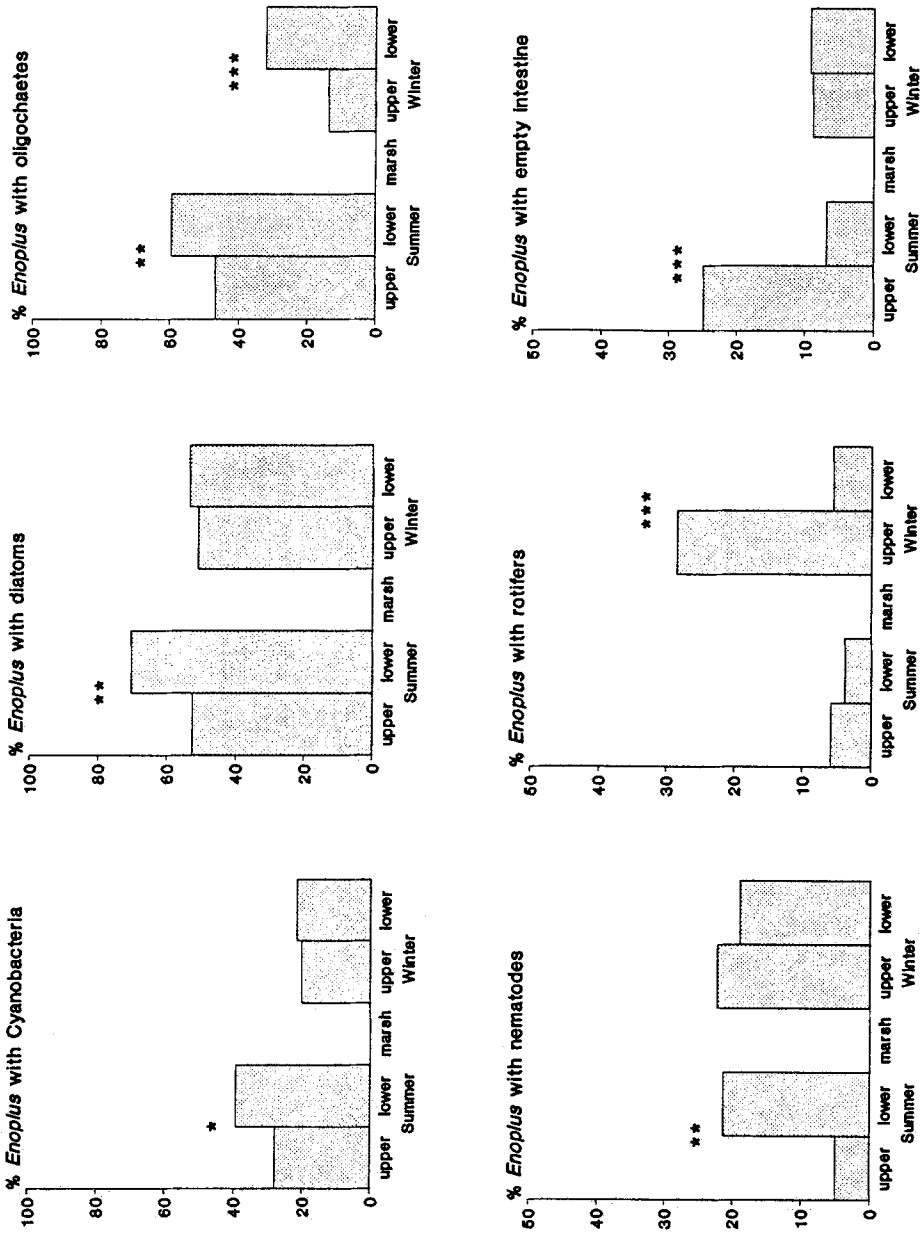 % Enoplus with Cyanobacteria
100
80
60
40
20
0
*
upper lower marsh upper lower
Summer Winter
% Enoplus with diatoms
100
80
60
40
20
0
**
upper lower marsh upper lower
Summer Winter
% Enoplus with oligochaetes
100
80
60
40
20
0
** ***
upper lower marsh upper lower
Summer Winter
% Enoplus with nematodes
50
40
30
20
10
0
**
upper lower marsh upper lower
Summer Winter
% Enoplus with rotifers
50
40
30
20
10
0
***
upper lower marsh upper lower
Summer Winter
% Enoplus with empty intestine
50
40
30
20
10
0
***
upper lower marsh upper lower
Summer Winter